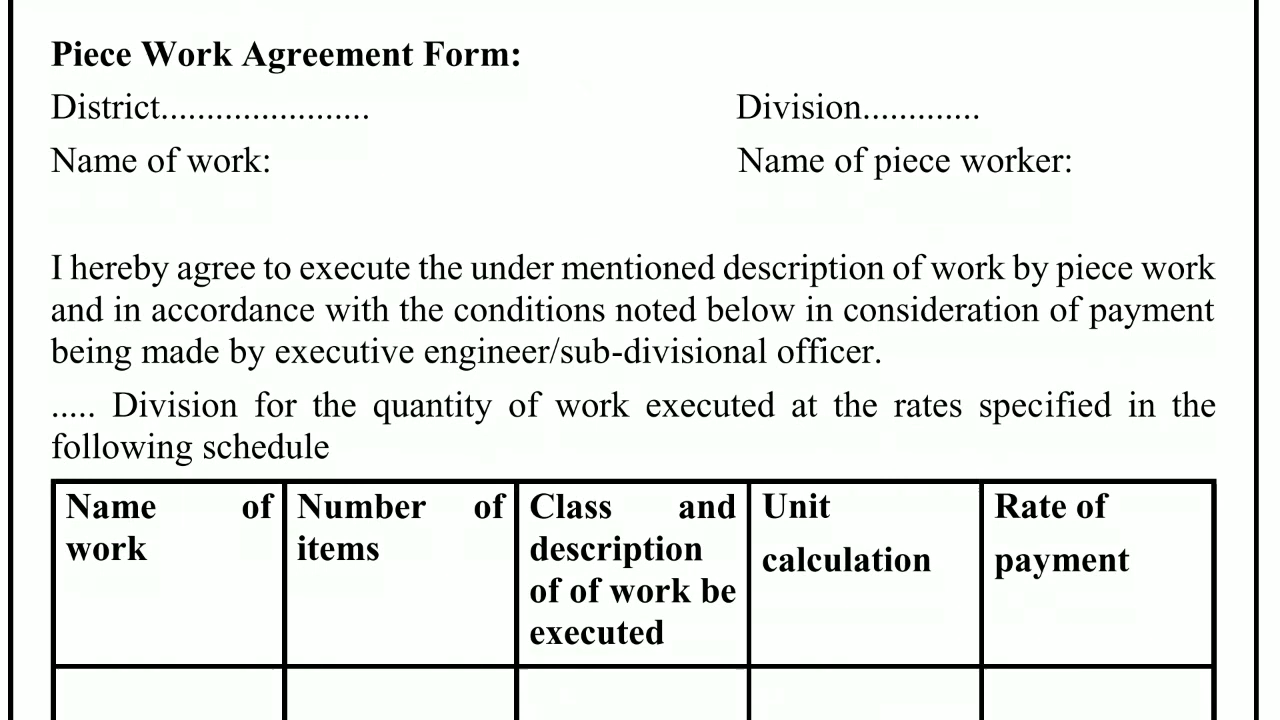 Piece Work Agreement Form:
District....................... Division.............
Name of work: Name of piece worker:
I hereby agree to execute the under mentioned description of work by piece work
and in accordance with the conditions noted below in consideration of payment
being made by executive engineer/sub-divisional officer.
..... Division for the quantity of work executed at the rates specified in the
following schedule
Name of work
Number of items
Class and description of of work be executed
Unit calculation
Rate of payment